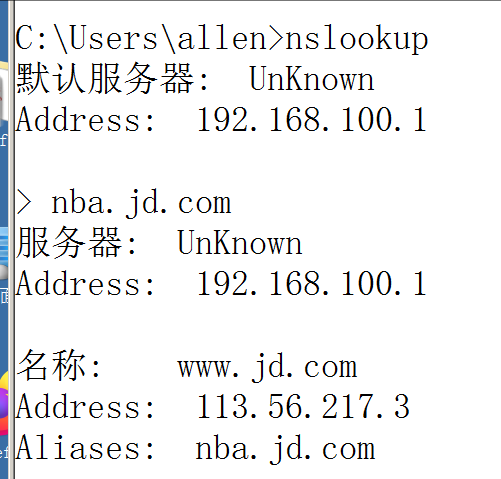 C:\Users\allen>nslookup
默认服务器:  UnKnown
Address:  192.168.100.1
> nba.jd.com
服务器:  UnKnown
Address:  192.168.100.1
名称:    www.jd.com
Address:  113.56.217.3
Aliases:  nba.jd.com